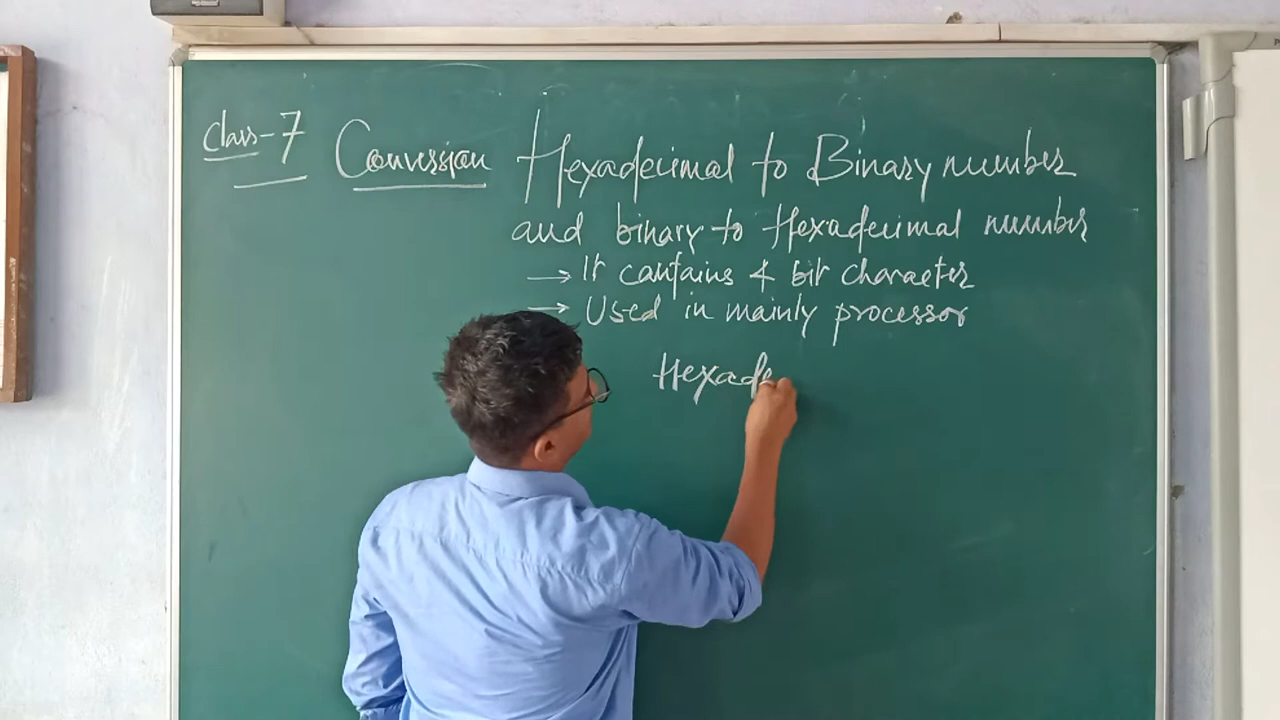 Class-7 Conversion Hexadecimal to Binary number
and binary to Hexadecimal number
→ It contains 4 bit character
→ Used in mainly processor
Hexade